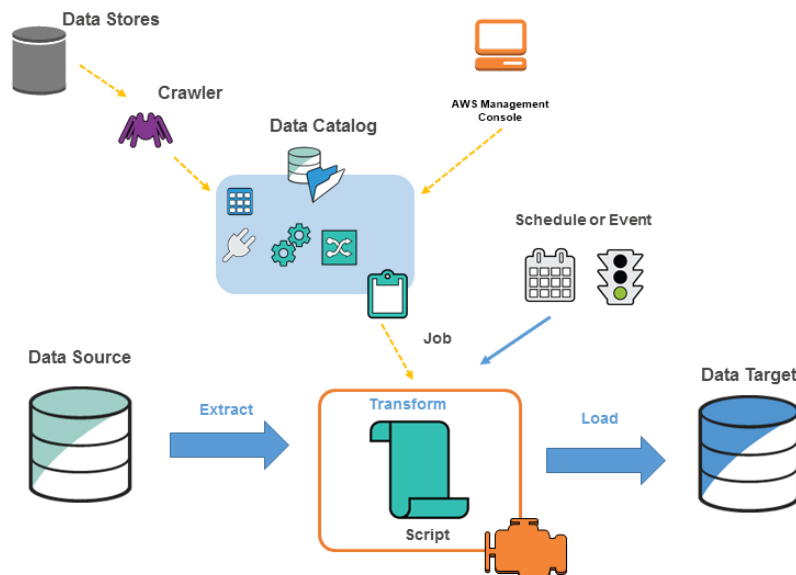 Data Stores
Crawler
AWS Management
Console
Data Catalog
Schedule or Event
Job
Data Source
Data Target
Extract
Transform
Load
Script